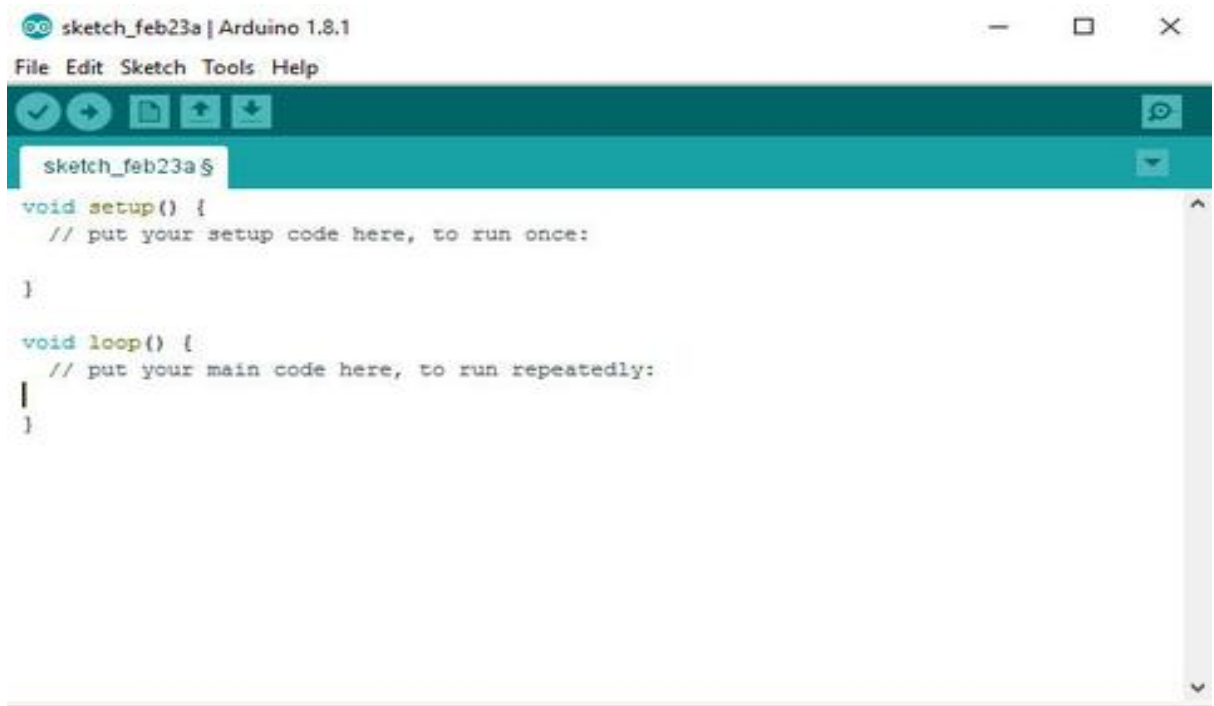 sketch_feb23a | Arduino 1.8.1
File Edit Sketch Tools Help
sketch_feb23a §
void setup() {
  // put your setup code here, to run once:
}
void loop() {
  // put your main code here, to run repeatedly:
}